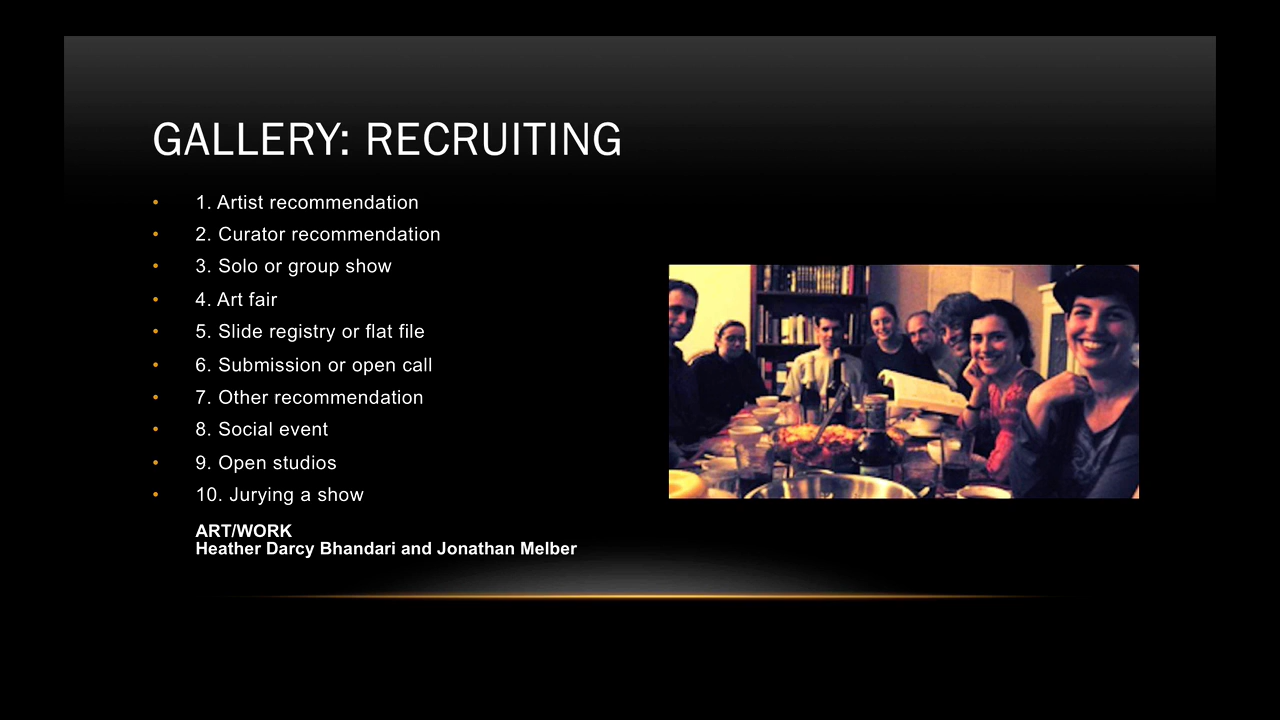 GALLERY: RECRUITING
• 1. Artist recommendation
• 2. Curator recommendation
• 3. Solo or group show
• 4. Art fair
• 5. Slide registry or flat file
• 6. Submission or open call
• 7. Other recommendation
• 8. Social event
• 9. Open studios
• 10. Jurying a show
ART/WORK
Heather Darcy Bhandari and Jonathan Melber